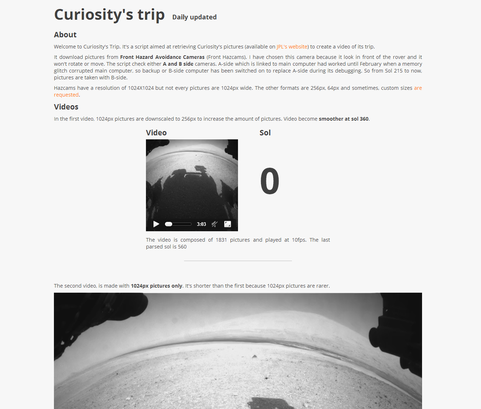 Curiosity's trip Daily updated
About
Welcome to Curiosity's Trip. It's a script aimed at retrieving Curiosity's pictures (available on JPL's website) to create a video of its trip.
It download pictures from Front Hazard Avoidance Cameras (Front Hazcams). I have chosen this camera because it look in front of the rover and it
won't rotate or move. The script check either A and B side cameras. A-side which is linked to main computer had worked until February when a memory
glitch corrupted main computer, so backup or B-side computer has been switched on to replace A-side during its debugging. So from Sol 215 to now,
pictures are taken with B-side.
Hazcams have a resolution of 1024X1024 but not every pictures are 1024px wide. The other formats are 256px, 64px and sometimes, custom sizes are
requested.
Videos
In the first video, 1024px pictures are downscaled to 256px to increase the amount of pictures. Video become smoother at sol 360.
Video Sol
0
3:03
The video is composed of 1831 pictures and played at 10fps. The last
parsed sol is 560
The second video, is made with 1024px pictures only. It's shorter than the first because 1024px pictures are rarer.